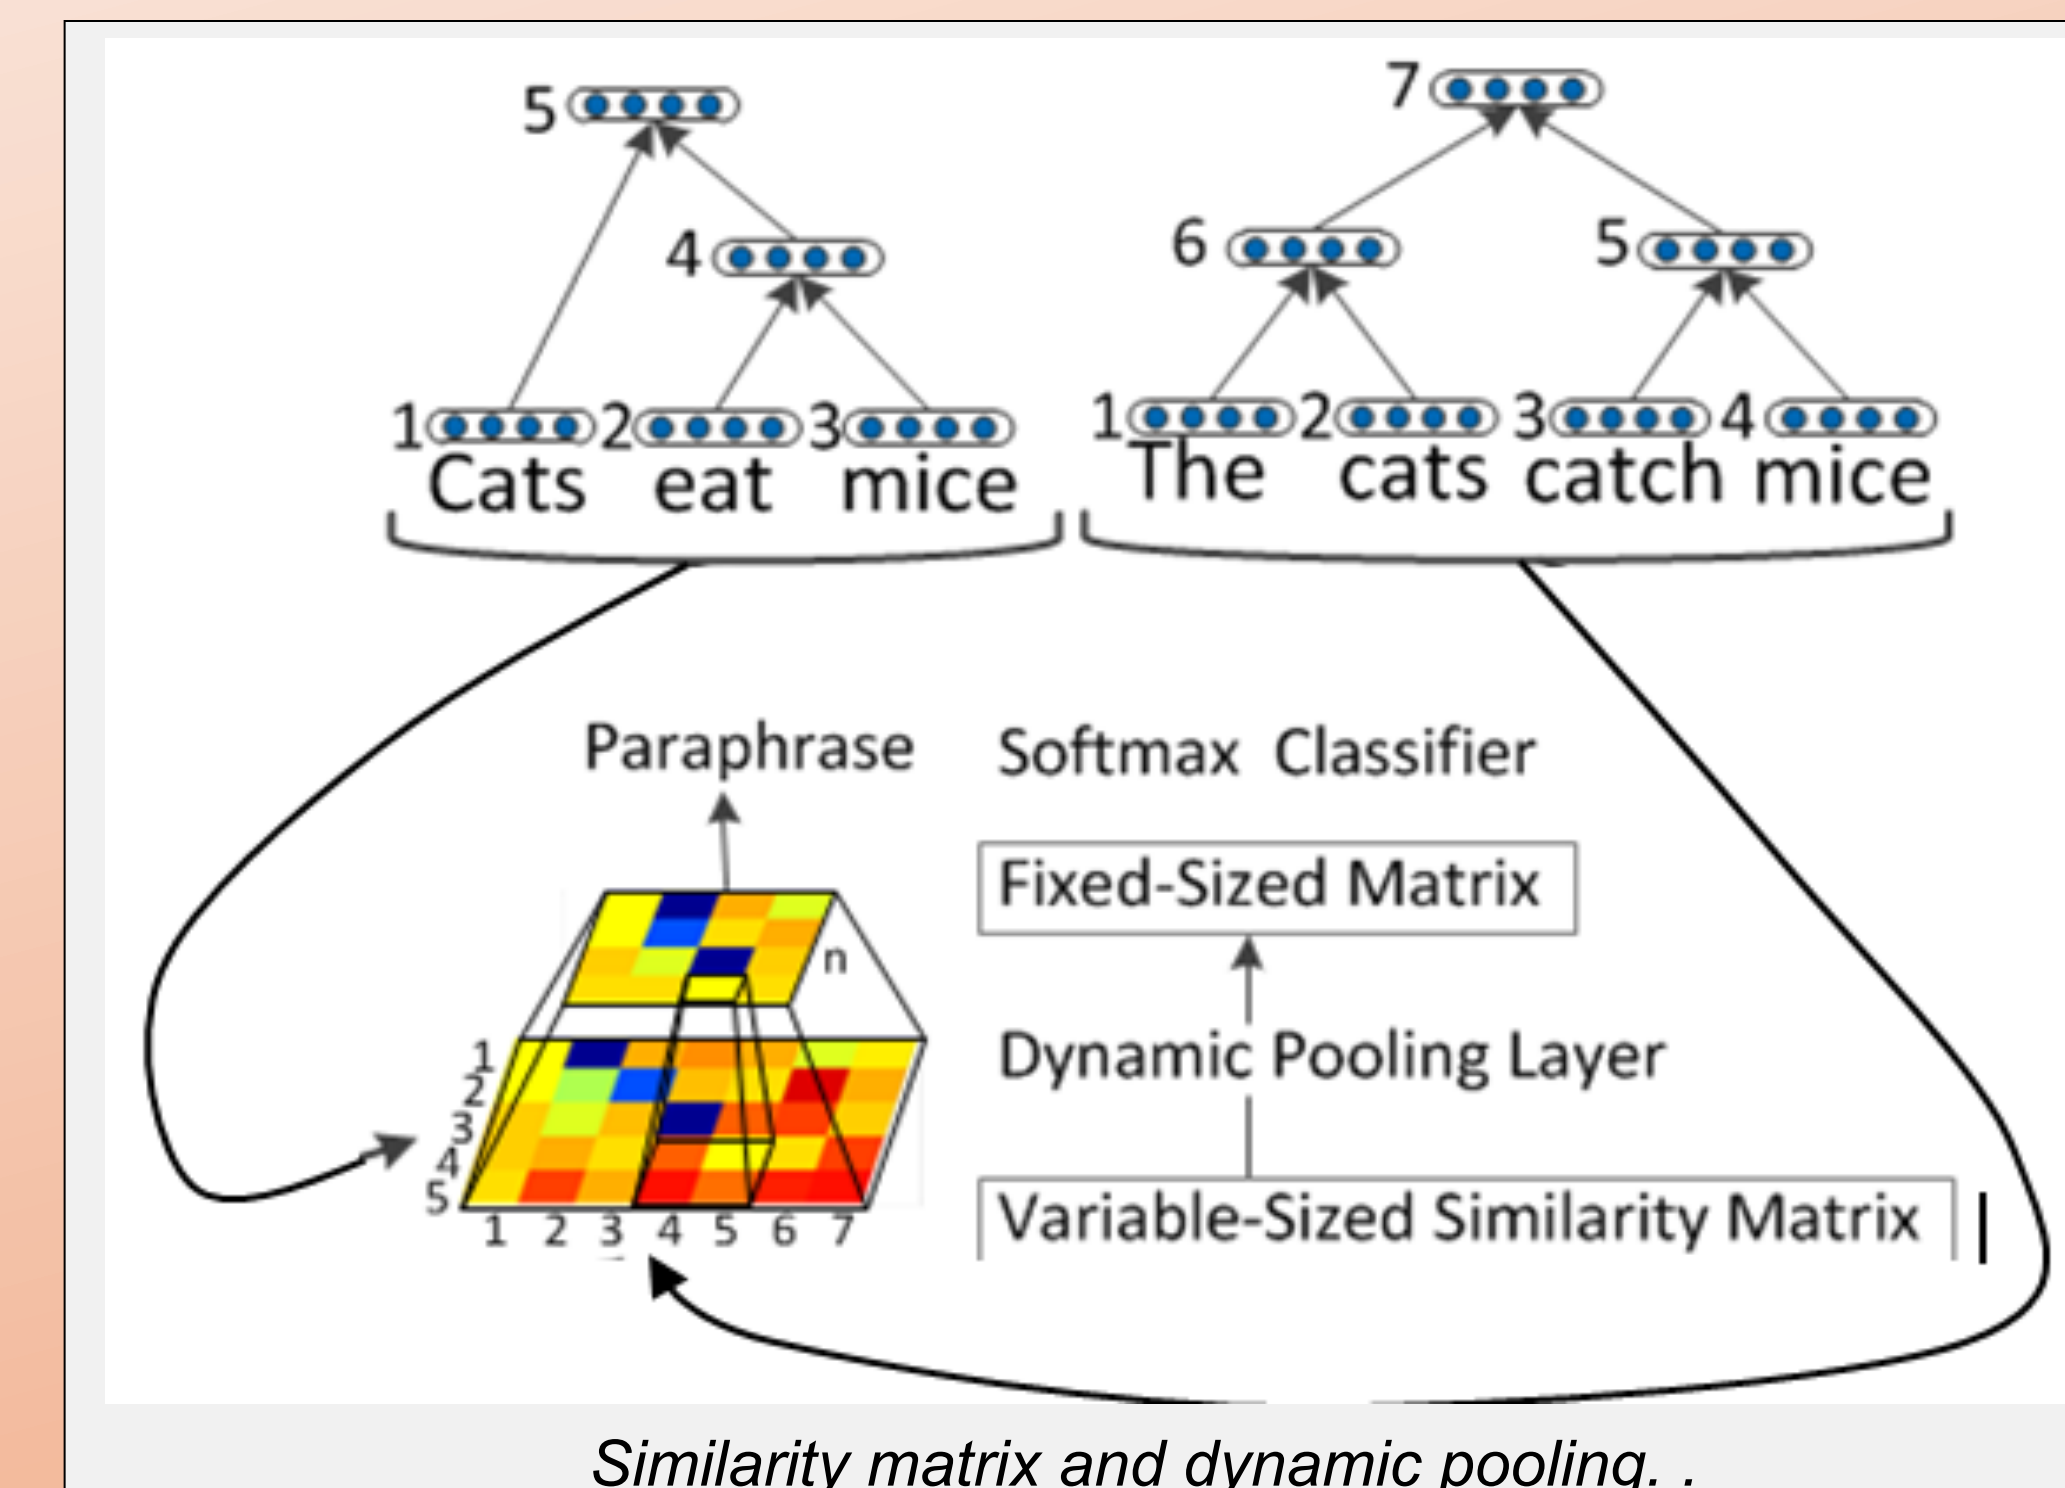 5 7
4 6 5
1 2 3 1 2 3 4
Cats eat mice The cats catch mice
Paraphrase Softmax Classifier
Fixed-Sized Matrix
n
Dynamic Pooling Layer
1
2
3
4
5
Variable-Sized Similarity Matrix
1 2 3 4 5 6 7
Similarity matrix and dynamic pooling. .